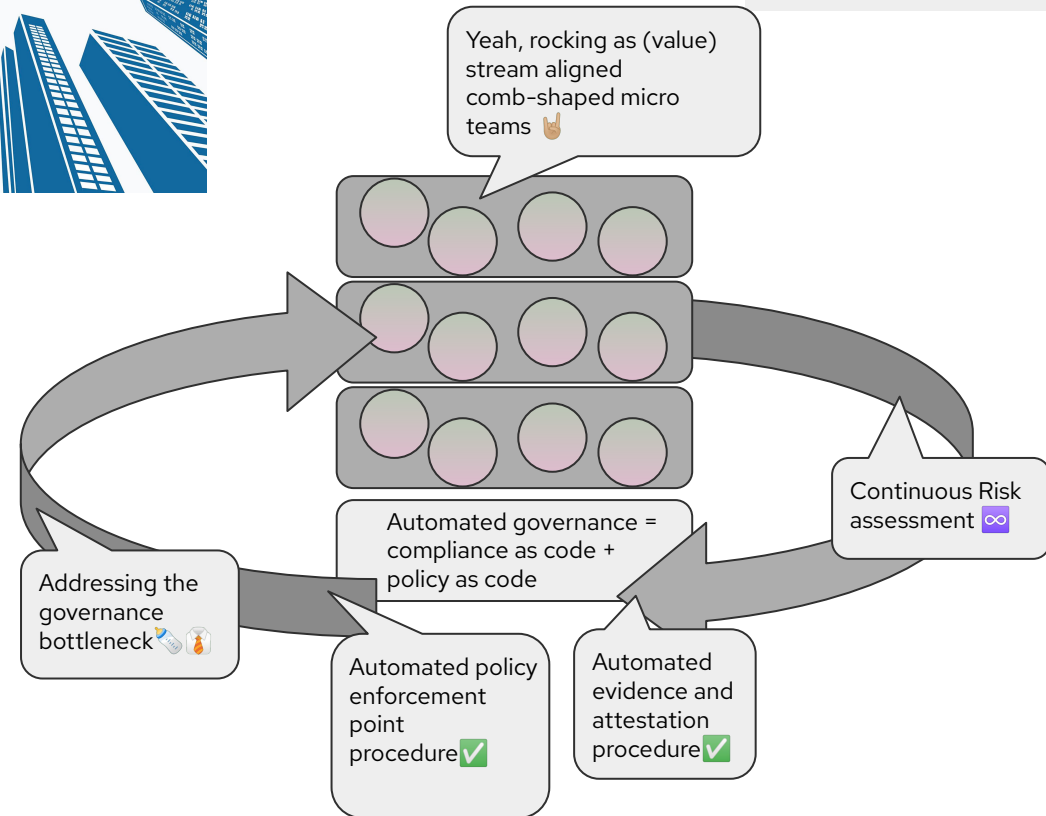 Yeah, rocking as (value)
stream aligned
comb-shaped micro
teams 🤘🏼
Automated governance =
compliance as code +
policy as code
Continuous Risk
assessment ♾️
Addressing the
governance
bottleneck🍼👔
Automated policy
enforcement
point
procedure✅
Automated
evidence and
attestation
procedure✅